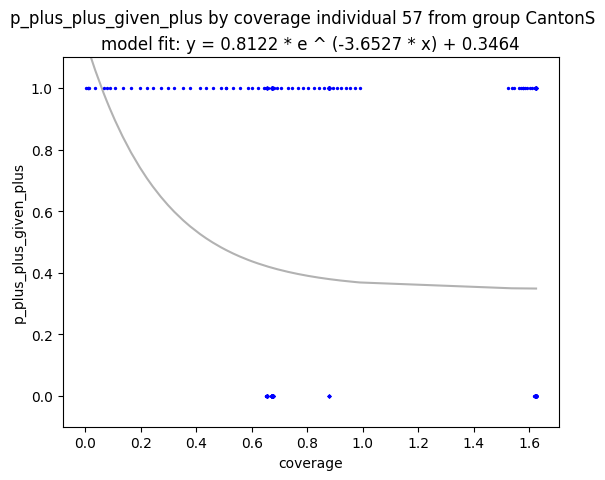 p_plus_plus_given_plus by coverage individual 57 from group CantonS
model fit: y = 0.8122 * e ^ (-3.6527 * x) + 0.3464
1.0
0.8
0.6
0.4
0.2
0.0
p_plus_plus_given_plus
0.0 0.2 0.4 0.6 0.8 1.0 1.2 1.4 1.6
coverage